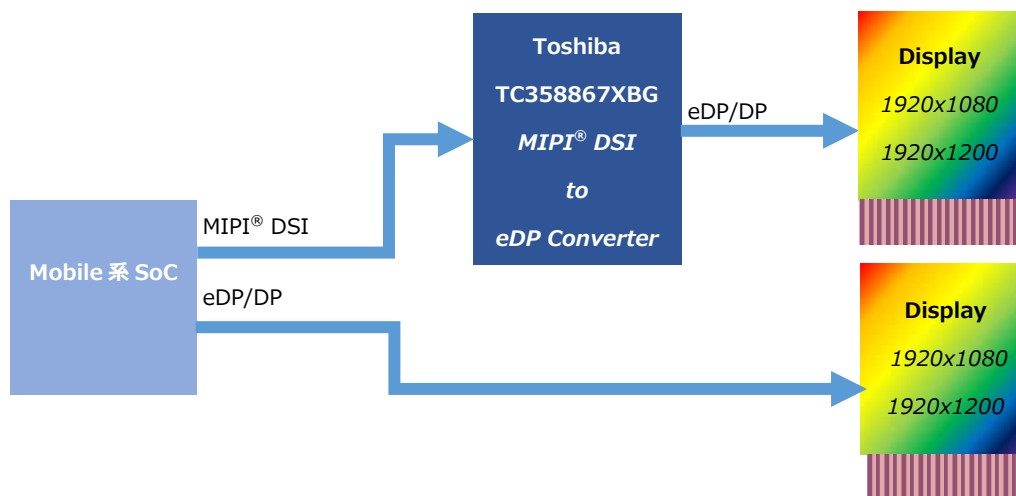 Toshiba
TC358867XBG
MIPI® DSI
to
eDP Converter
eDP/DP
Display
1920x1080
1920x1200
Mobile 系 SoC
MIPI® DSI
eDP/DP
Display
1920x1080
1920x1200